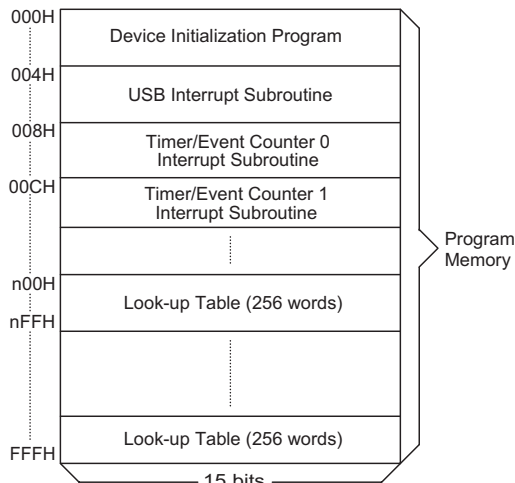 000H
Device Initialization Program
004H
USB Interrupt Subroutine
008H
Timer/Event Counter 0
Interrupt Subroutine
00CH
Timer/Event Counter 1
Interrupt Subroutine
Program
Memory
n00H
Look-up Table (256 words)
nFFH
Look-up Table (256 words)
FFFH
15 bits